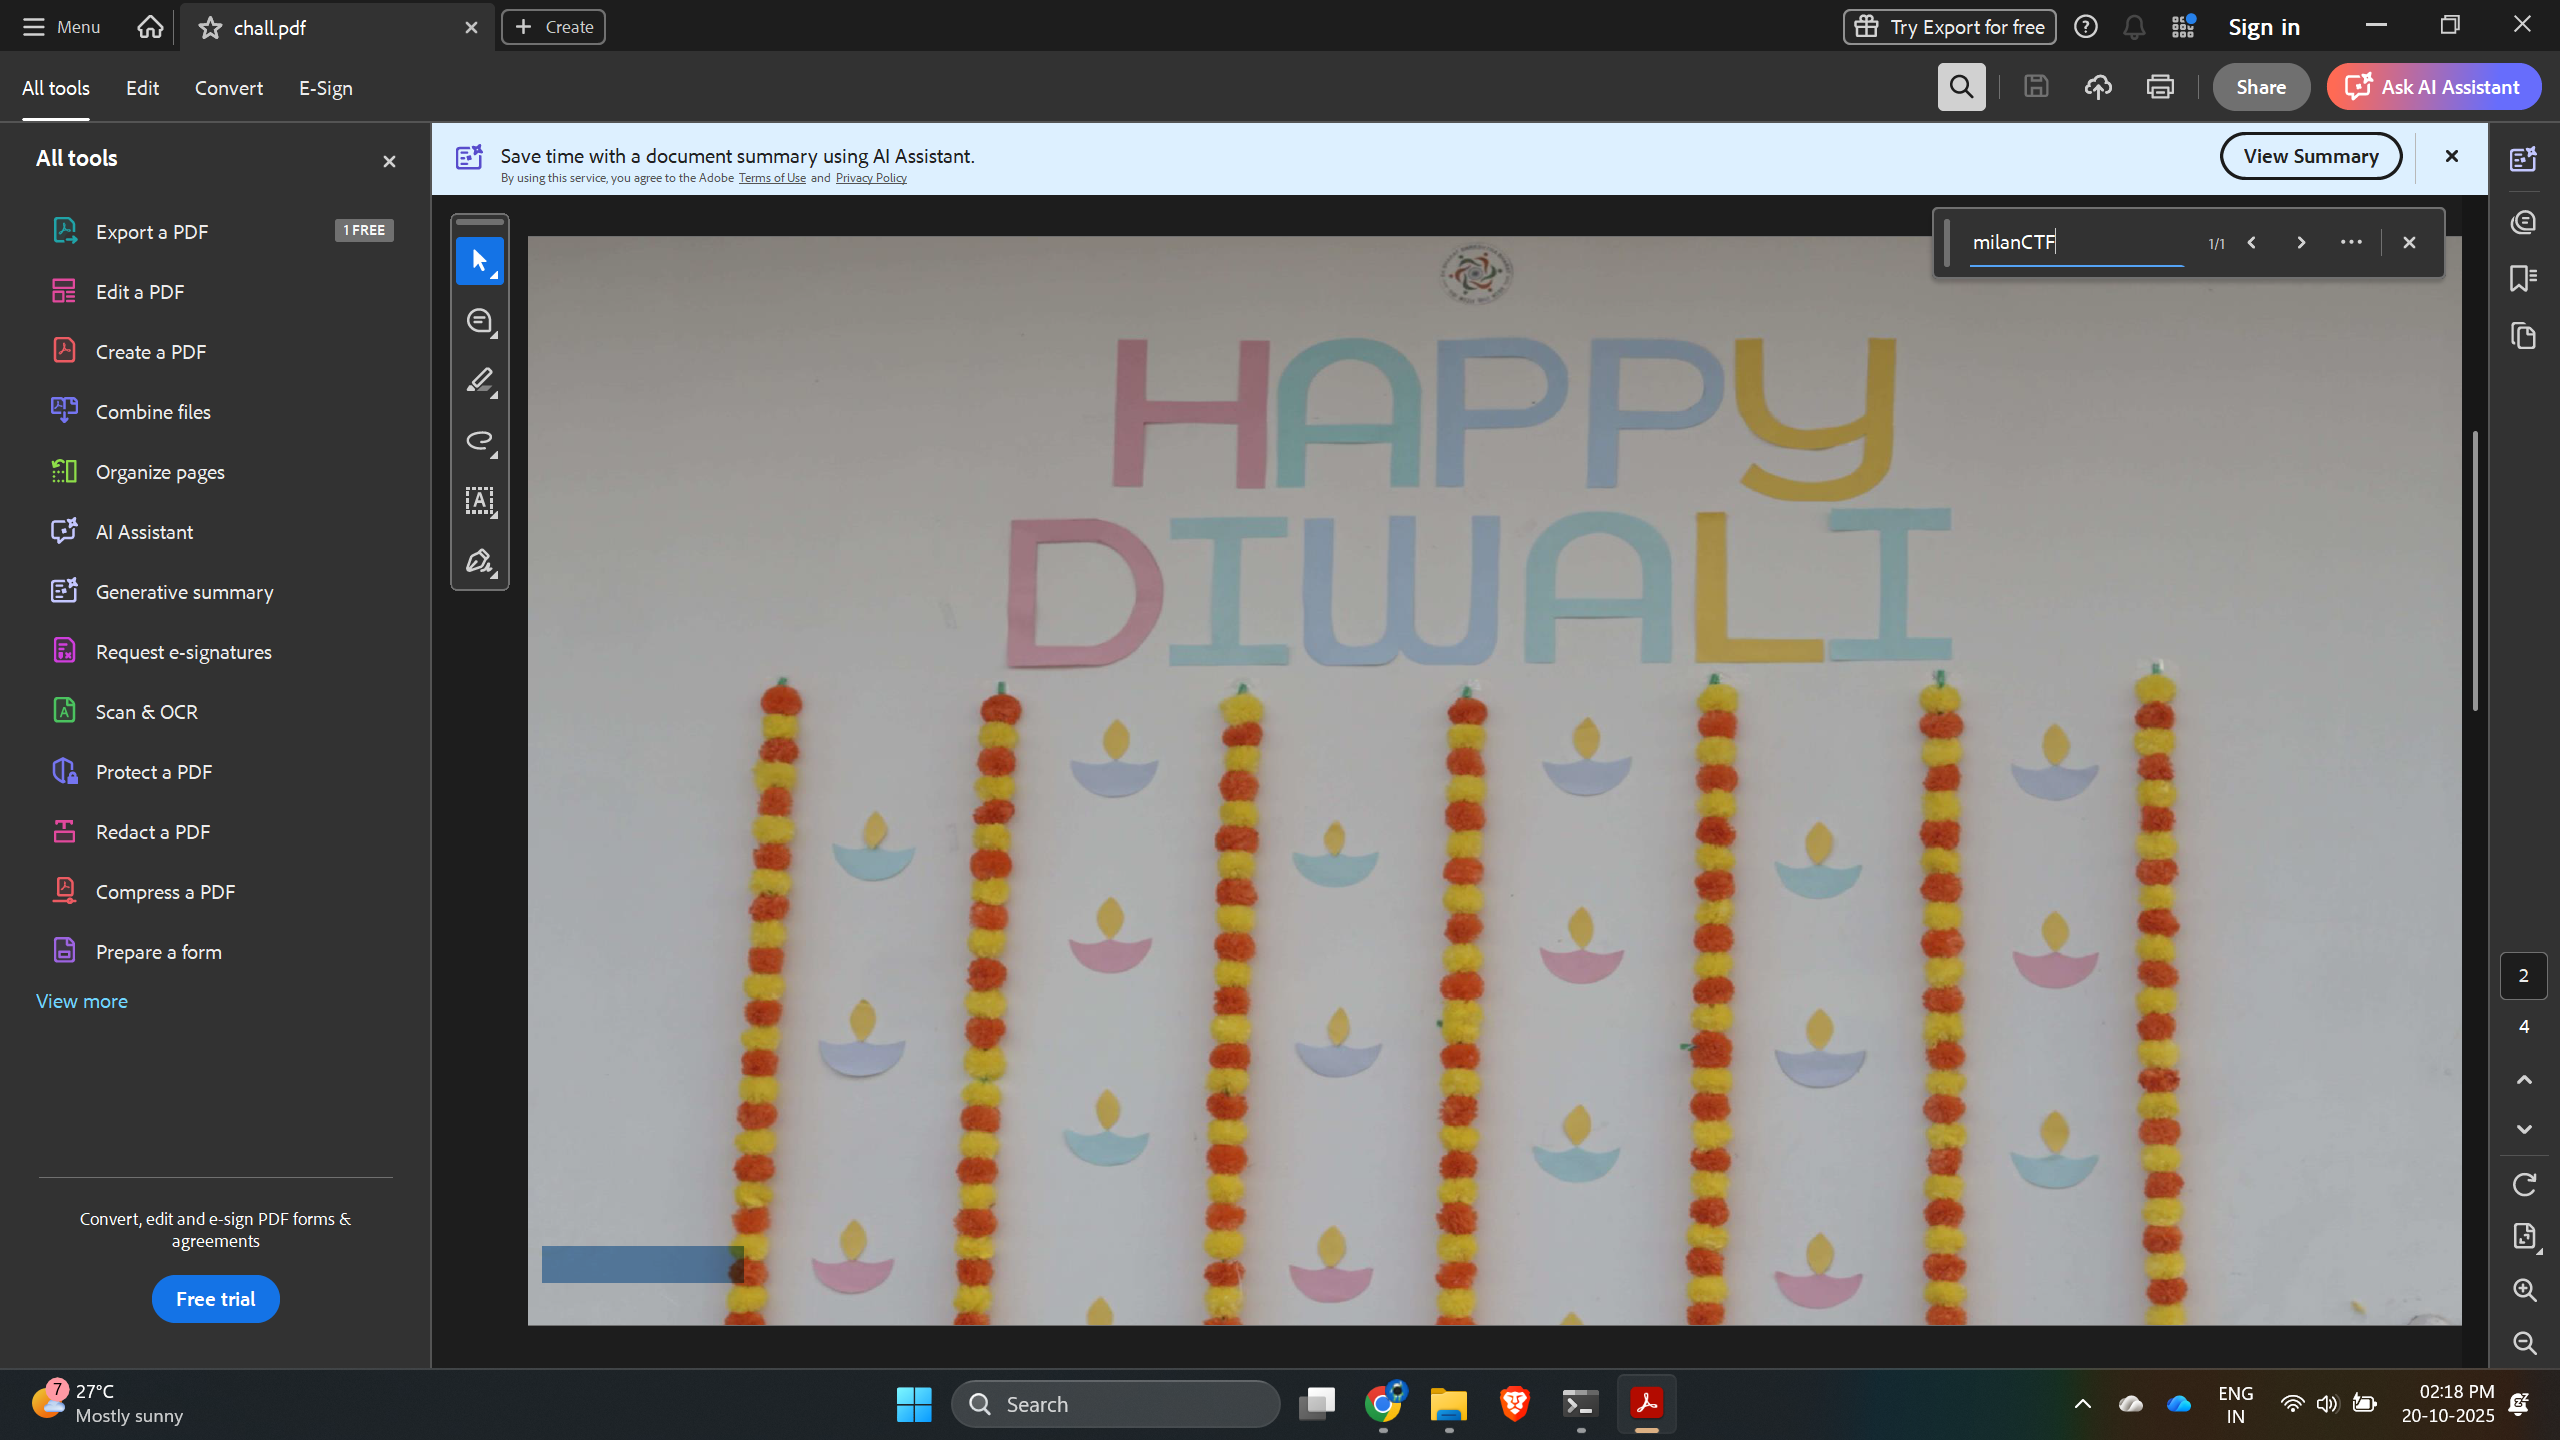 Menu
chall.pdf
Create
Try Export for free
Sign in
All tools
Edit
Convert
E-Sign
Share
Ask AI Assistant
All tools
Export a PDF
1 FREE
Edit a PDF
Create a PDF
Combine files
Organize pages
AI Assistant
Generative summary
Request e-signatures
Scan & OCR
Protect a PDF
Redact a PDF
Compress a PDF
Prepare a form
View more
Convert, edit and e-sign PDF forms &
agreements
Free trial
Save time with a document summary using AI Assistant.
By using this service, you agree to the Adobe Terms of Use and Privacy Policy
View Summary
milanCTF
1/1
HAPPY
DIWALI
2
4
7
27°C
Mostly sunny
Search
ENG
IN
02:18 PM
20-10-2025